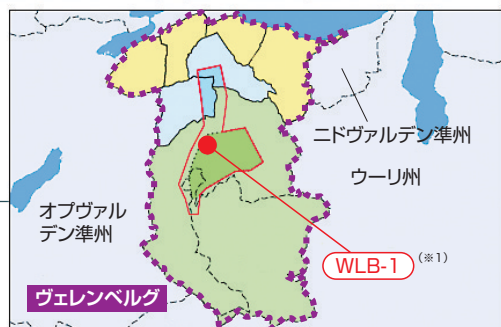 ニドヴァルデン準州
ウーリ州
オプヴァル
デン準州
WLB-1 (※1)
ヴェレンベルグ